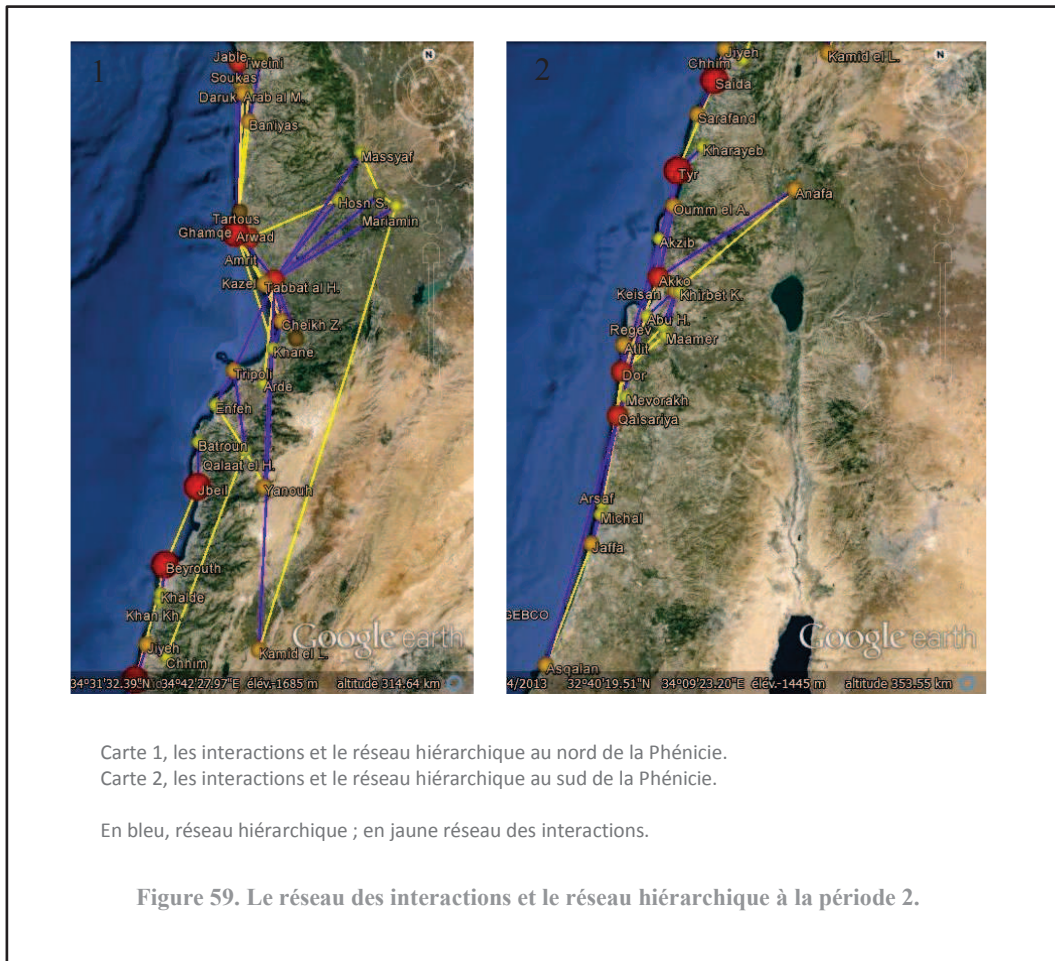 1
N
Jable
Tweini
Soukas
Daruk Arab al M.
Baniyas
Massyaf
Hosn S.
Mariamin
Tartous
Ghamqe Arwad
Amrit
Kazel
Tabbat al H.
Cheikh Z.
Khane
Tripoli
Arde
Enfeh
Batroun
Qalaat el H.
Jbeil
Yanouh
Beyrouth
Khalde
Khan Kh.
Jiyeh
Chhim
Kamid el L.
Google earth
34°31'32.39"N 34°42'27.97"E élév.-1685 m altitude 314.64 km
2
N
Jiyeh
Chhim
Saida
Kamid el L.
Sarafand
Kharayeb
Tyr
Anafa
Oumm el A.
Akzib
Akko
Keisan
Khirbet K.
Abu H.
Regev
Maamer
Atlit
Dor
Mevorakh
Qaisariya
Arsaf
Michal
Jaffa
GEBCO
Google earth
Asqalan
4/2013 32°40'19.51"N 34°09'23.20"E élév.-1445 m altitude 353.55 km
Carte 1, les interactions et le réseau hiérarchique au nord de la Phénicie.
Carte 2, les interactions et le réseau hiérarchique au sud de la Phénicie.
En bleu, réseau hiérarchique ; en jaune réseau des interactions.
Figure 59. Le réseau des interactions et le réseau hiérarchique à la période 2.